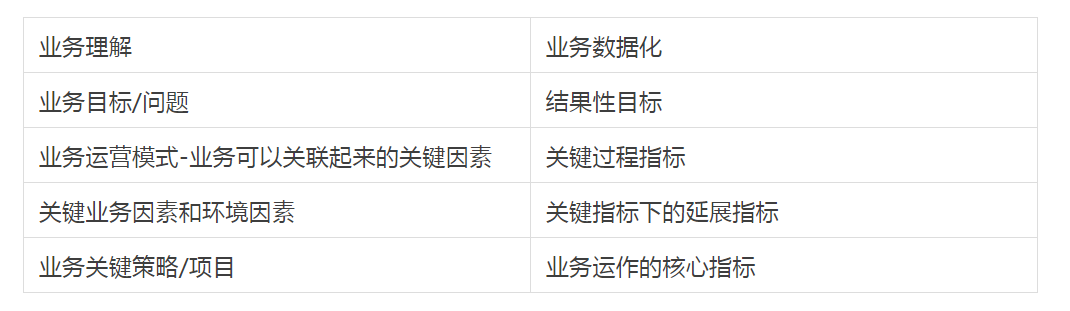 业务理解
业务数据化
业务目标/问题
结果性目标
业务运营模式-业务可以关联起来的关键因素
关键过程指标
关键业务因素和环境因素
关键指标下的延展指标
业务关键策略/项目
业务运作的核心指标